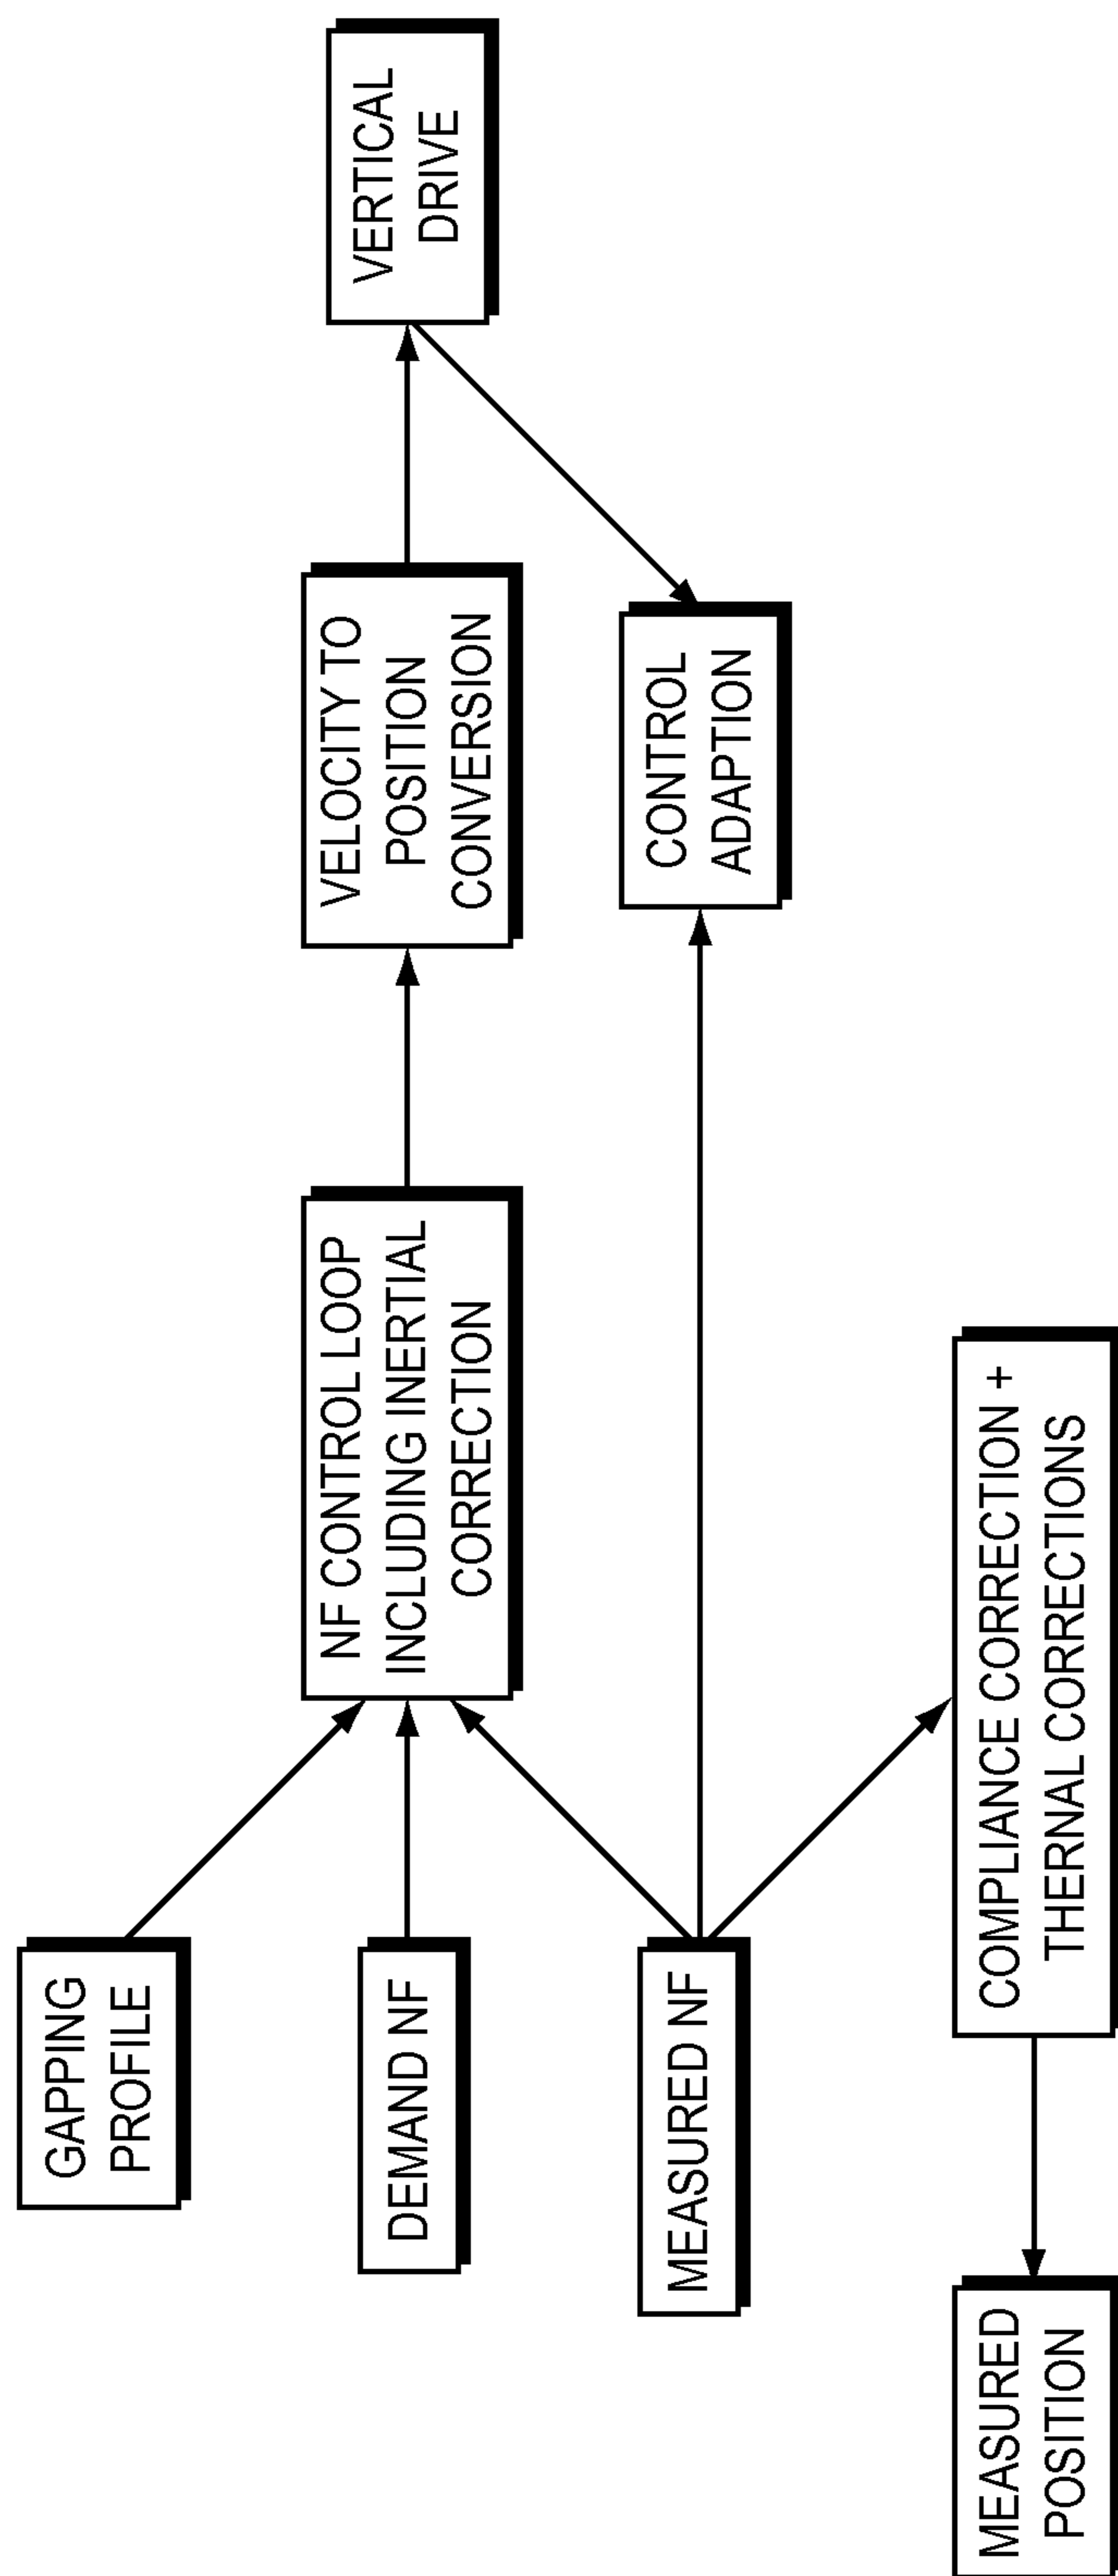 GAPPING
PROFILE
DEMAND NF
MEASURED NF
MEASURED
POSITION
NF CONTROL LOOP
INCLUDING INERTIAL
CORRECTION
COMPLIANCE CORRECTION +
THERNAL CORRECTIONS
VELOCITY TO
POSITION
CONVERSION
CONTROL
ADAPTION
VERTICAL
DRIVE